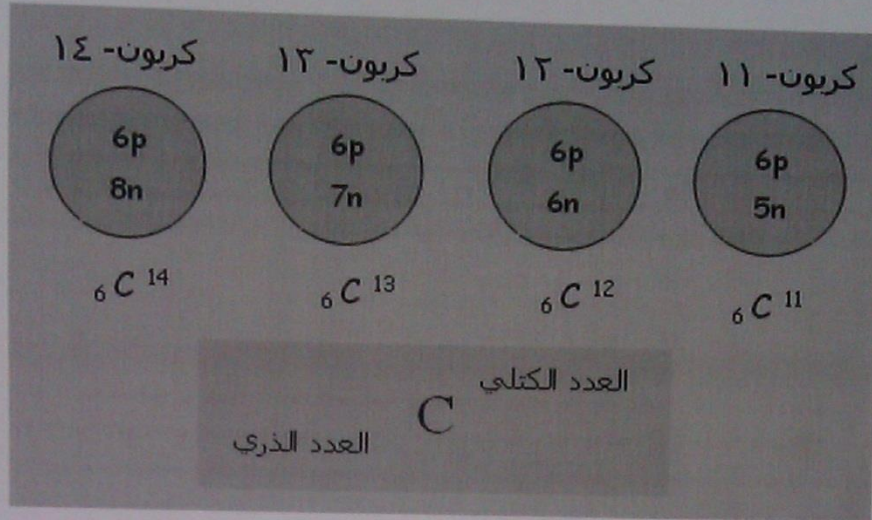 كربون- ١١
كربون- ١٢
كربون- ١٣
كربون- ١٤
6p
5n
6p
6n
6p
7n
6p
8n
₆C¹¹
₆C¹²
₆C¹³
₆C¹⁴
العدد الكتلي
C
العدد الذري